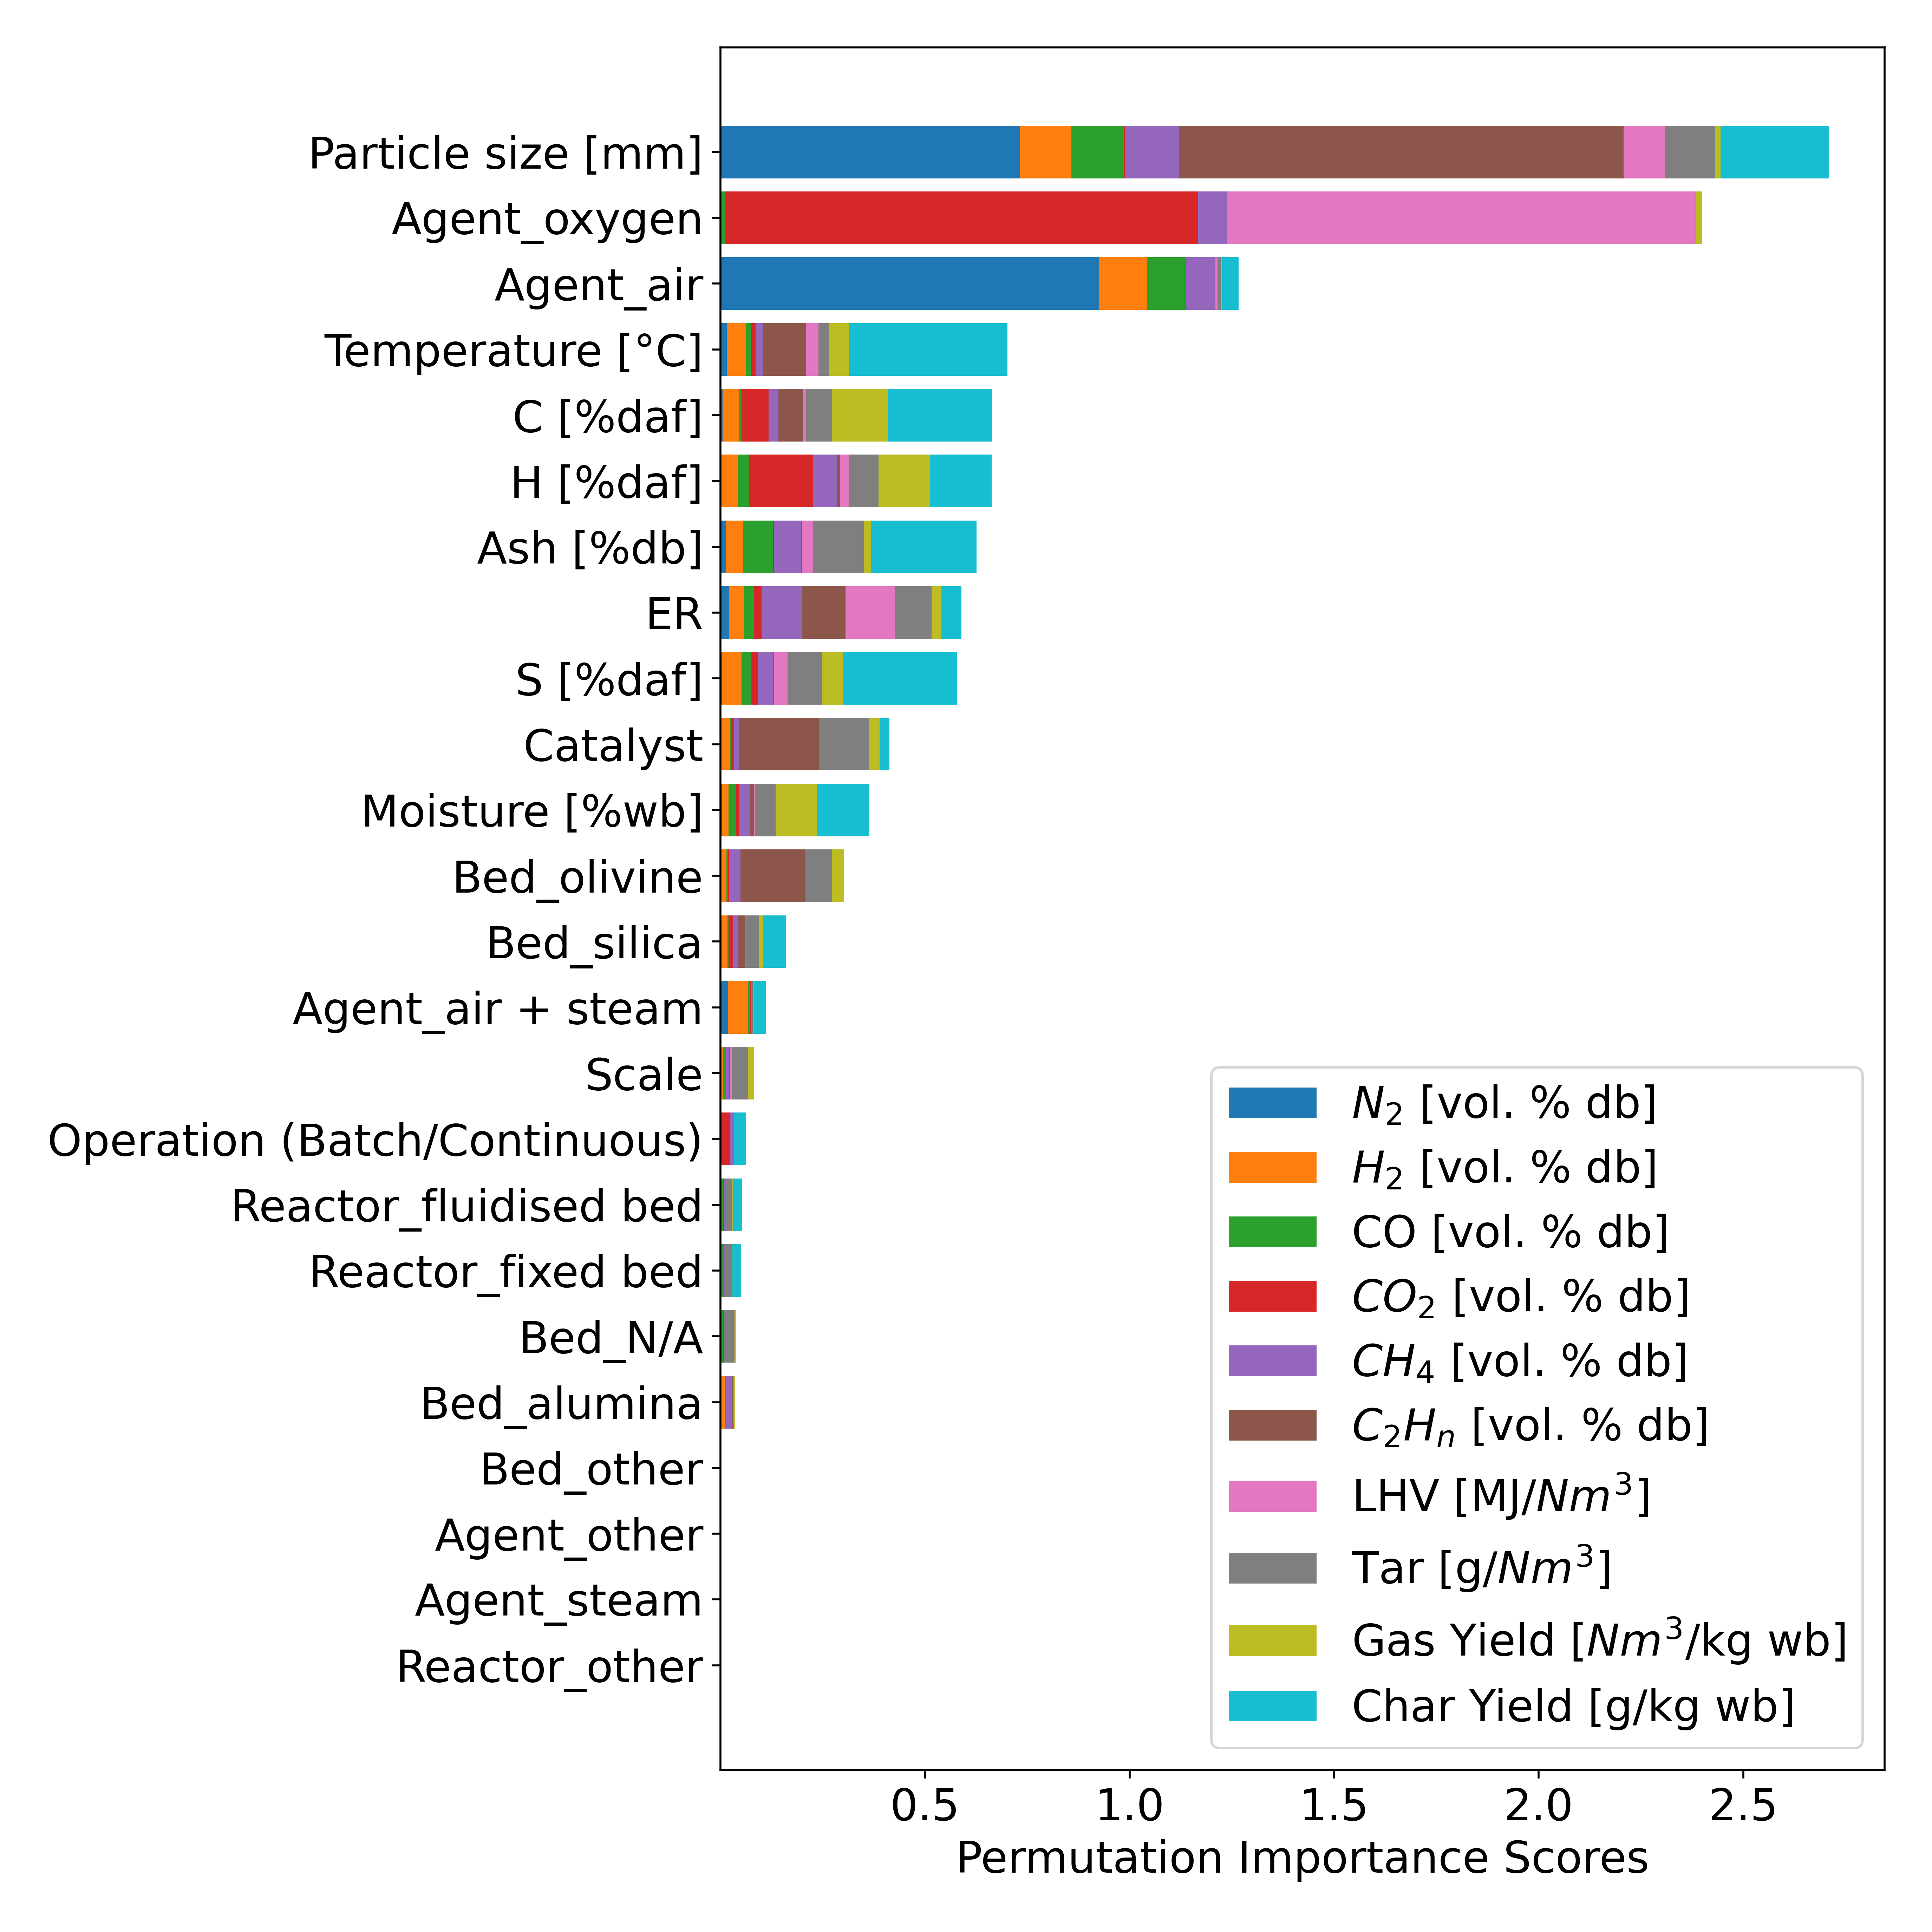 Particle size [mm]
Agent_oxygen
Agent_air
Temperature [°C]
C [%daf]
H [%daf]
Ash [%db]
ER
S [%daf]
Catalyst
Moisture [%wb]
Bed_olivine
Bed_silica
Agent_air + steam
Scale
Operation (Batch/Continuous)
Reactor_fluidised bed
Reactor_fixed bed
Bed_N/A
Bed_alumina
Bed_other
Agent_other
Agent_steam
Reactor_other
N₂ [vol. % db]
H₂ [vol. % db]
CO [vol. % db]
CO₂ [vol. % db]
CH₄ [vol. % db]
C₂Hₙ [vol. % db]
LHV [MJ/Nm³]
Tar [g/Nm³]
Gas Yield [Nm³/kg wb]
Char Yield [g/kg wb]
0.5 1.0 1.5 2.0 2.5
Permutation Importance Scores